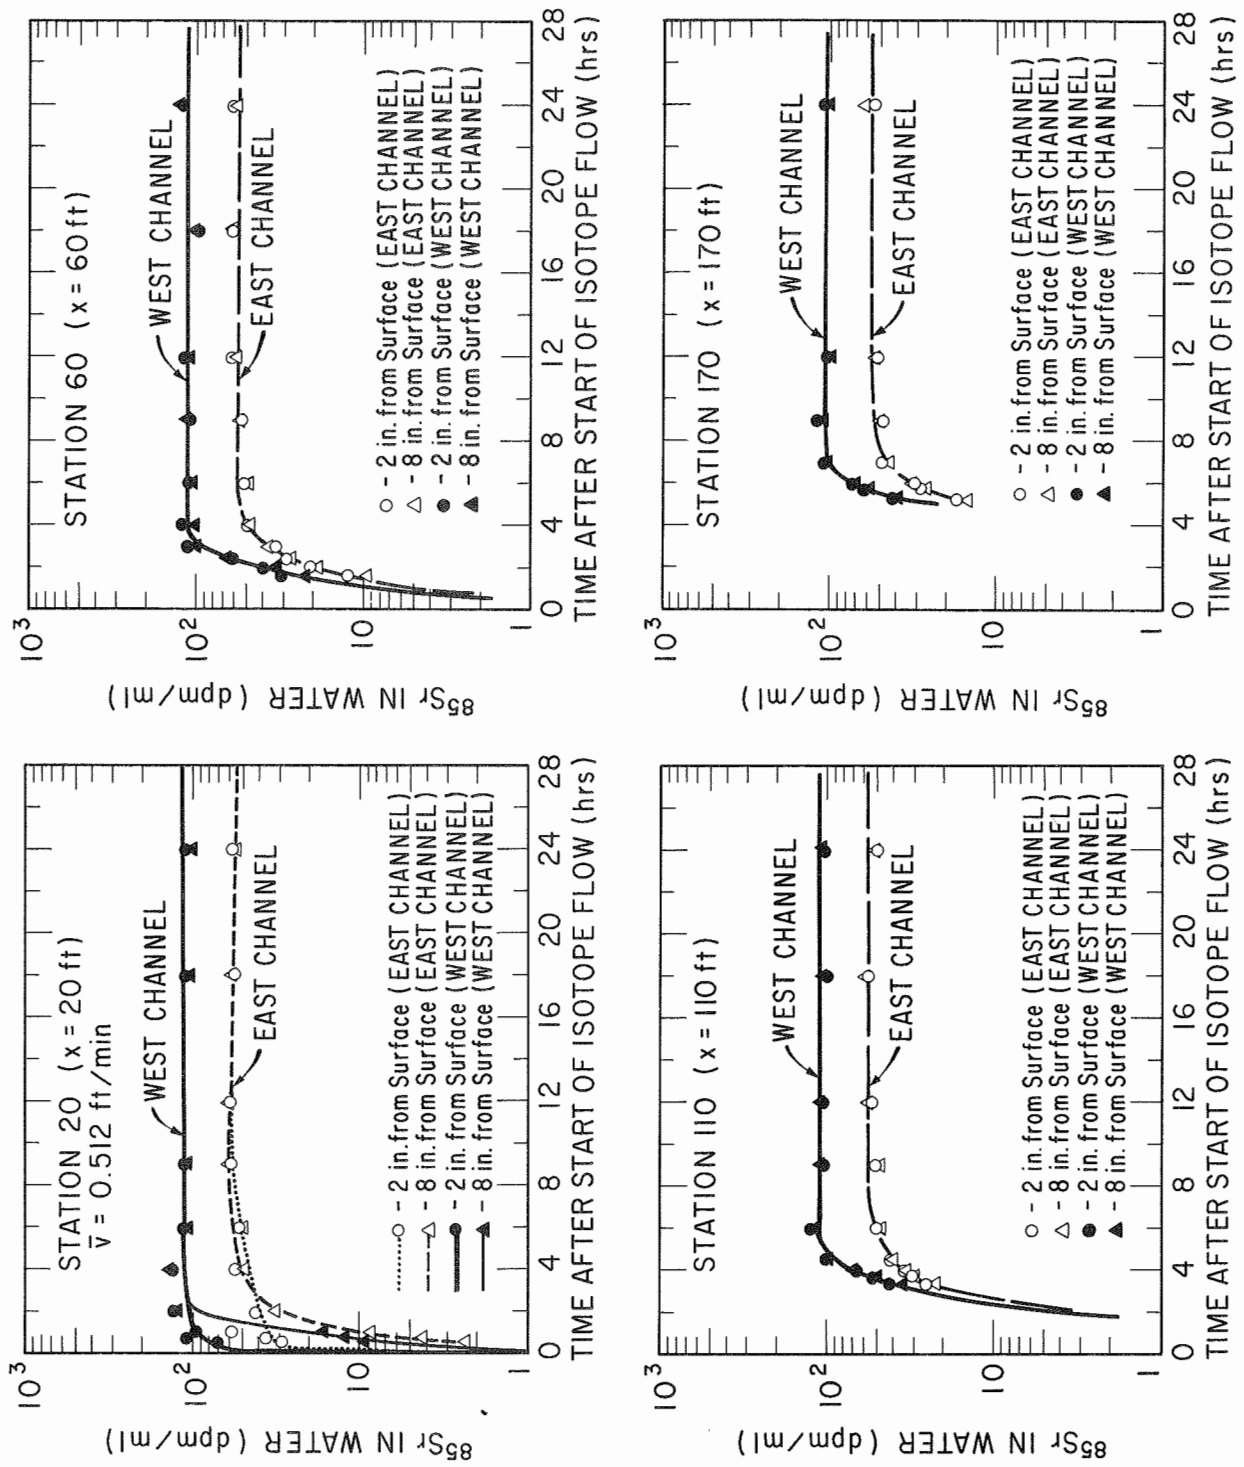 STATION 20 (x = 20 ft)
v̄ = 0.512 ft/min
WEST CHANNEL
EAST CHANNEL
○ - 2 in. from Surface (EAST CHANNEL)
△ - 8 in. from Surface (EAST CHANNEL)
● - 2 in. from Surface (WEST CHANNEL)
▲ - 8 in. from Surface (WEST CHANNEL)
10³
10²
10
1
⁸⁵Sr IN WATER (dpm/ml)
0 4 8 12 16 20 24 28
TIME AFTER START OF ISOTOPE FLOW (hrs)
STATION 60 (x = 60 ft)
WEST CHANNEL
EAST CHANNEL
○ - 2 in. from Surface (EAST CHANNEL)
△ - 8 in. from Surface (EAST CHANNEL)
● - 2 in. from Surface (WEST CHANNEL)
▲ - 8 in. from Surface (WEST CHANNEL)
10³
10²
10
1
⁸⁵Sr IN WATER (dpm/ml)
0 4 8 12 16 20 24 28
TIME AFTER START OF ISOTOPE FLOW (hrs)
STATION 110 (x = 110 ft)
WEST CHANNEL
EAST CHANNEL
○ - 2 in. from Surface (EAST CHANNEL)
△ - 8 in. from Surface (EAST CHANNEL)
● - 2 in. from Surface (WEST CHANNEL)
▲ - 8 in. from Surface (WEST CHANNEL)
10³
10²
10
1
⁸⁵Sr IN WATER (dpm/ml)
0 4 8 12 16 20 24 28
TIME AFTER START OF ISOTOPE FLOW (hrs)
STATION 170 (x = 170 ft)
WEST CHANNEL
EAST CHANNEL
○ - 2 in. from Surface (EAST CHANNEL)
△ - 8 in. from Surface (EAST CHANNEL)
● - 2 in. from Surface (WEST CHANNEL)
▲ - 8 in. from Surface (WEST CHANNEL)
10³
10²
10
1
⁸⁵Sr IN WATER (dpm/ml)
0 4 8 12 16 20 24 28
TIME AFTER START OF ISOTOPE FLOW (hrs)